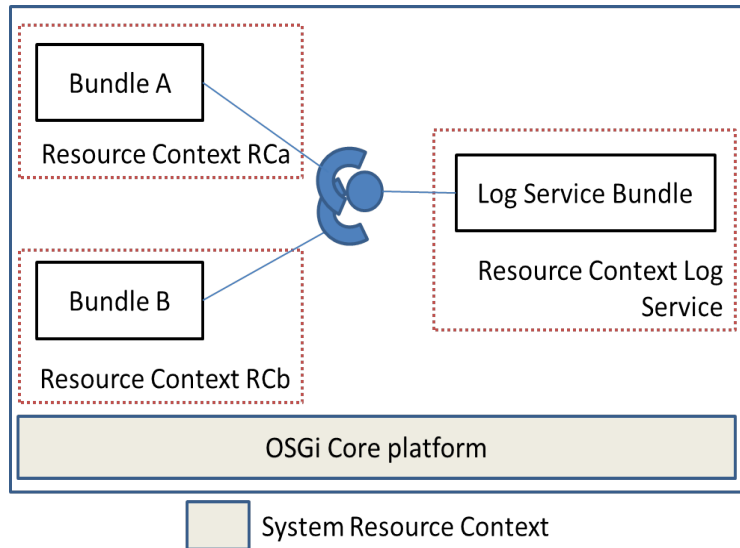 Bundle A
Resource Context RCa
Log Service Bundle
Resource Context Log
Service
Bundle B
Resource Context RCb
OSGi Core platform
System Resource Context